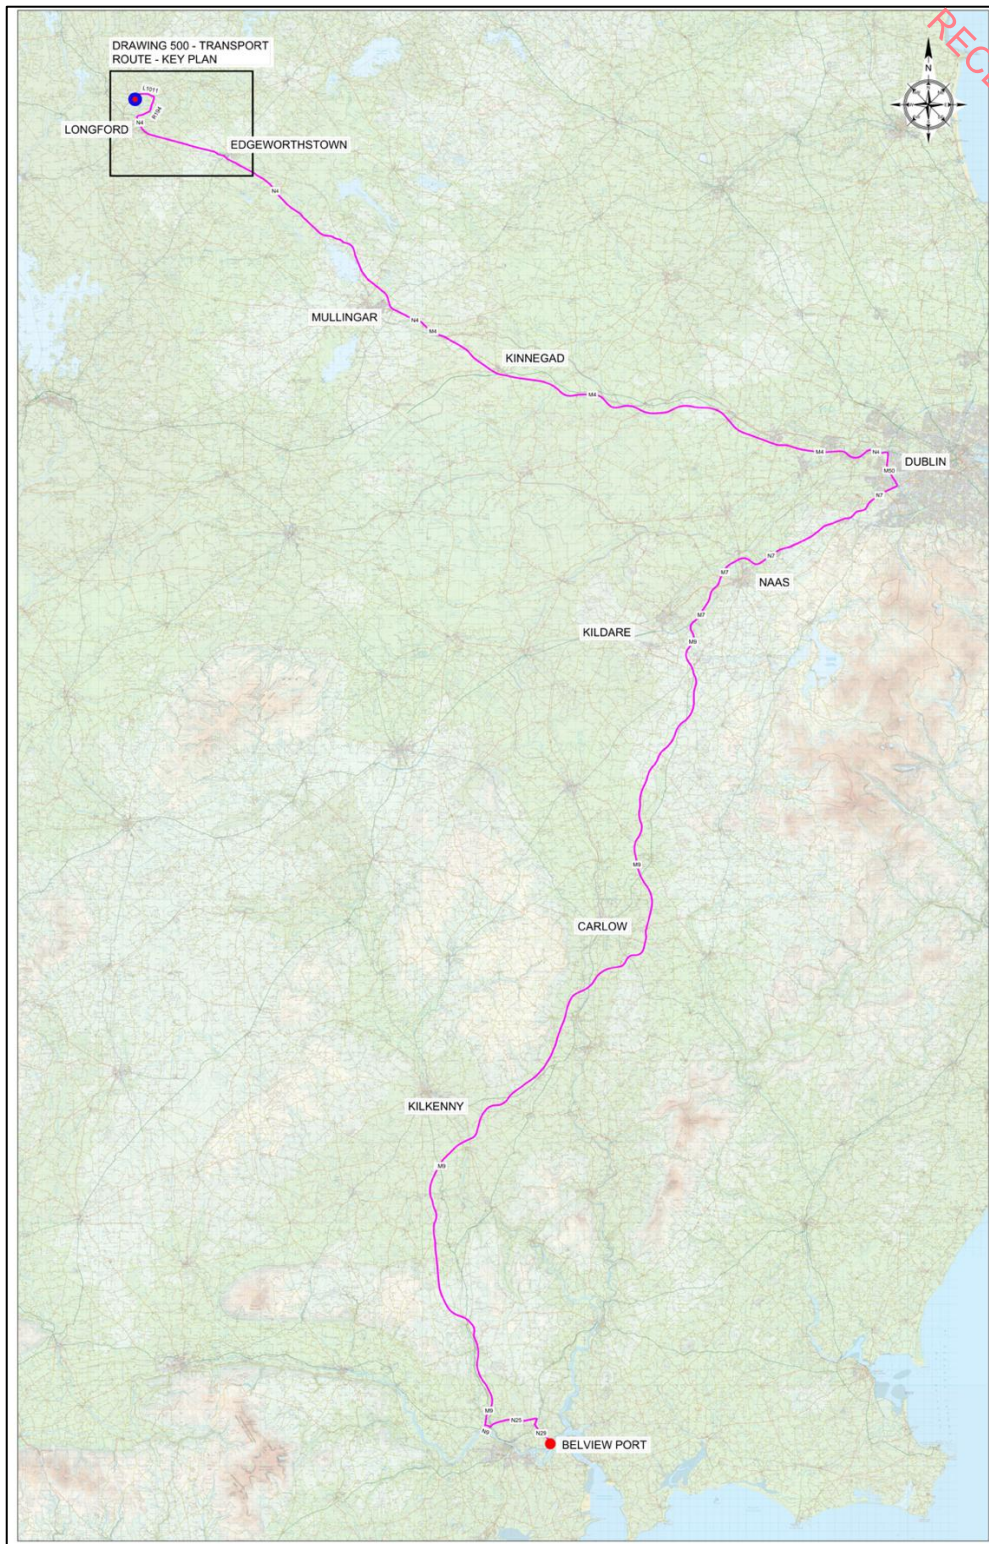 RECE
DRAWING 500 - TRANSPORT
ROUTE - KEY PLAN
N
L1011
R194
N4
LONGFORD
EDGEWORTHSTOWN
N4
MULLINGAR
N4
M4
KINNEGAD
M4
M4
N4
DUBLIN
M50
N7
N7
M7
NAAS
M7
KILDARE
M9
M9
CARLOW
KILKENNY
M9
M9
N9
N25
N29
BELVIEW PORT